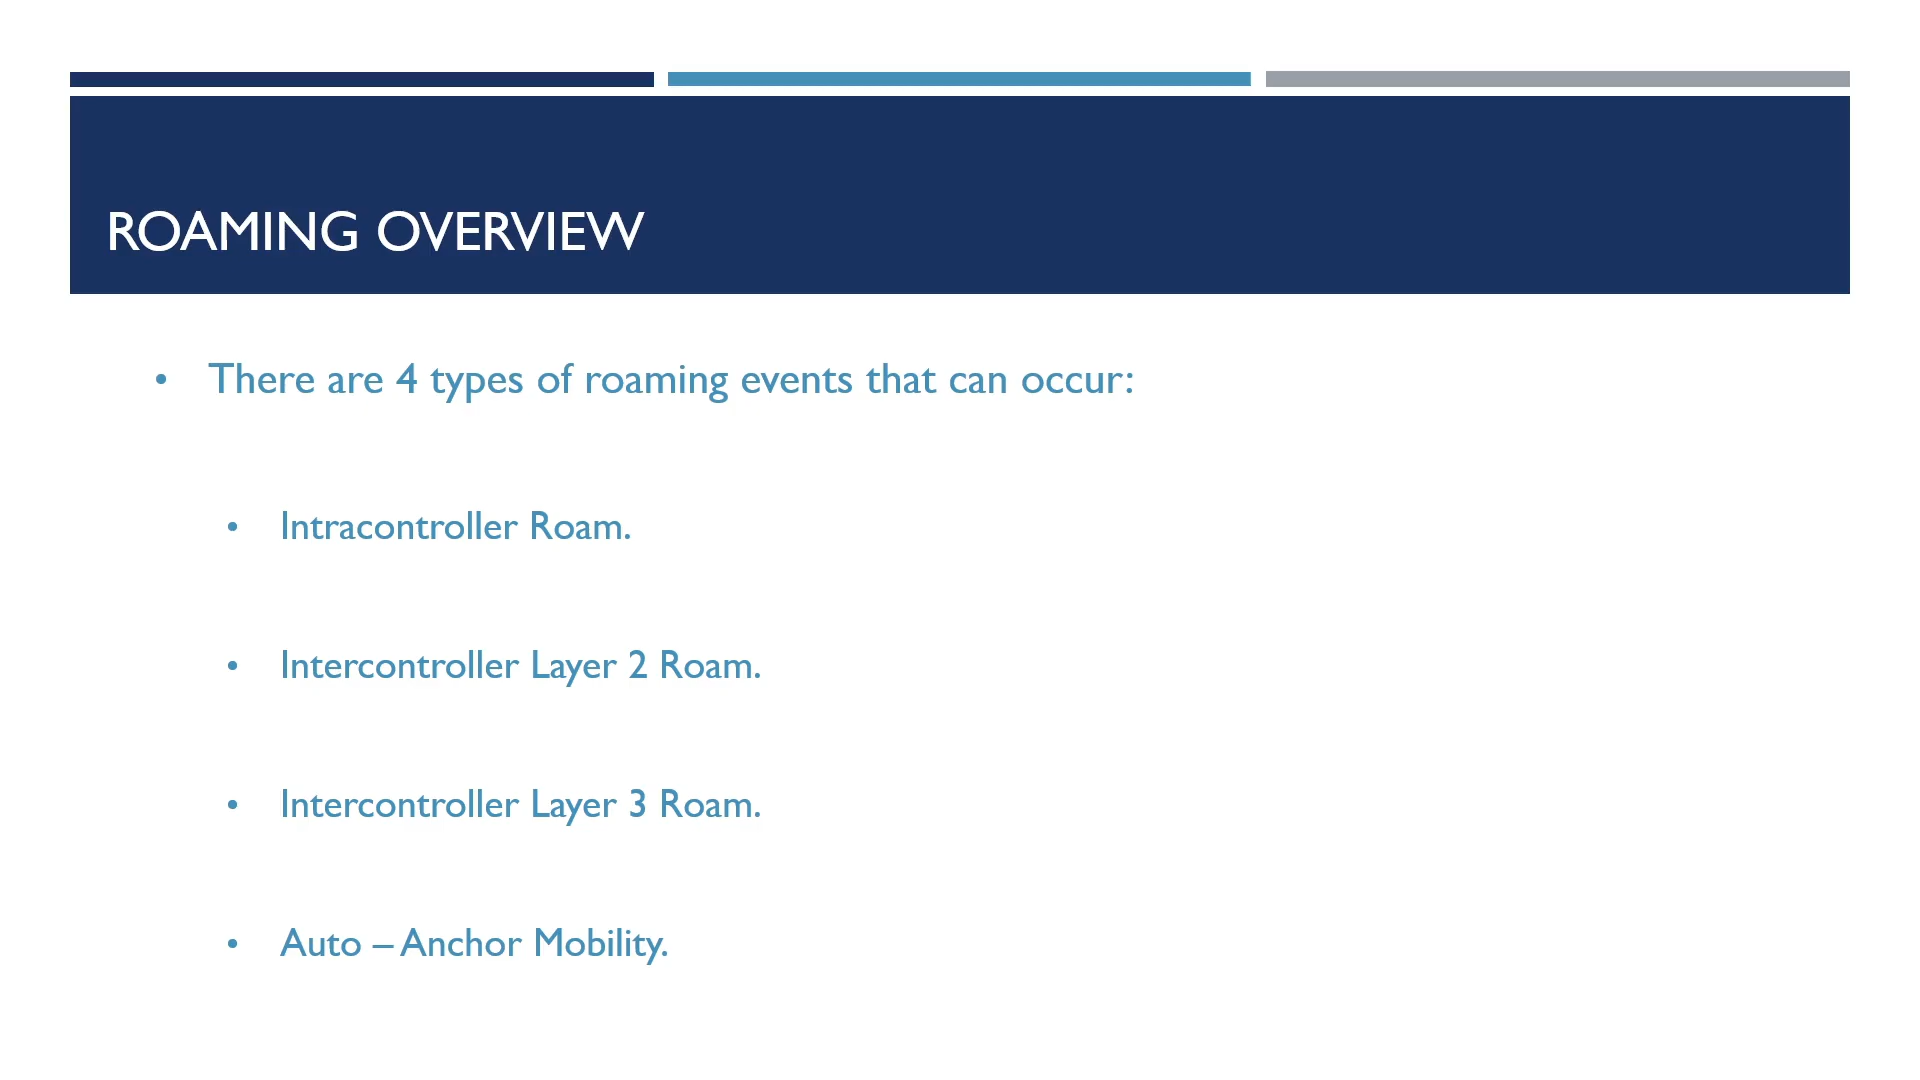 ROAMING OVERVIEW
• There are 4 types of roaming events that can occur:
• Intracontroller Roam.
• Intercontroller Layer 2 Roam.
• Intercontroller Layer 3 Roam.
• Auto – Anchor Mobility.